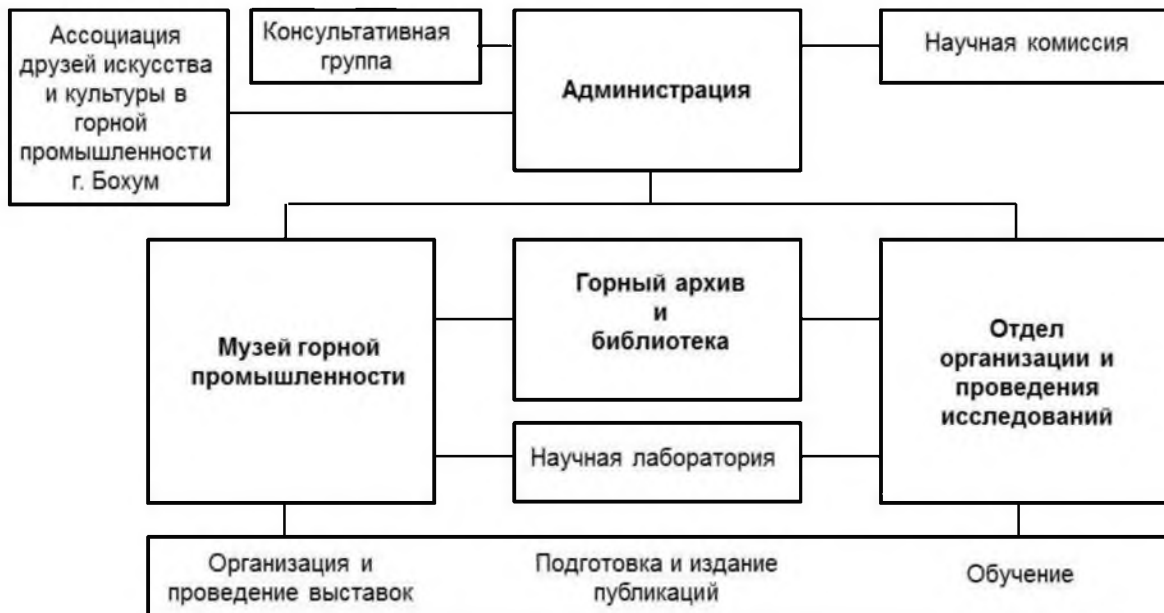 Ассоциация
друзей искусства
и культуры в
горной
промышленности
г. Бохум
Консультативная
группа
Администрация
Научная комиссия
Музей горной
промышленности
Горный архив
и
библиотека
Отдел
организации и
проведения
исследований
Научная лаборатория
Организация и
проведение выставок
Подготовка и издание
публикаций
Обучение